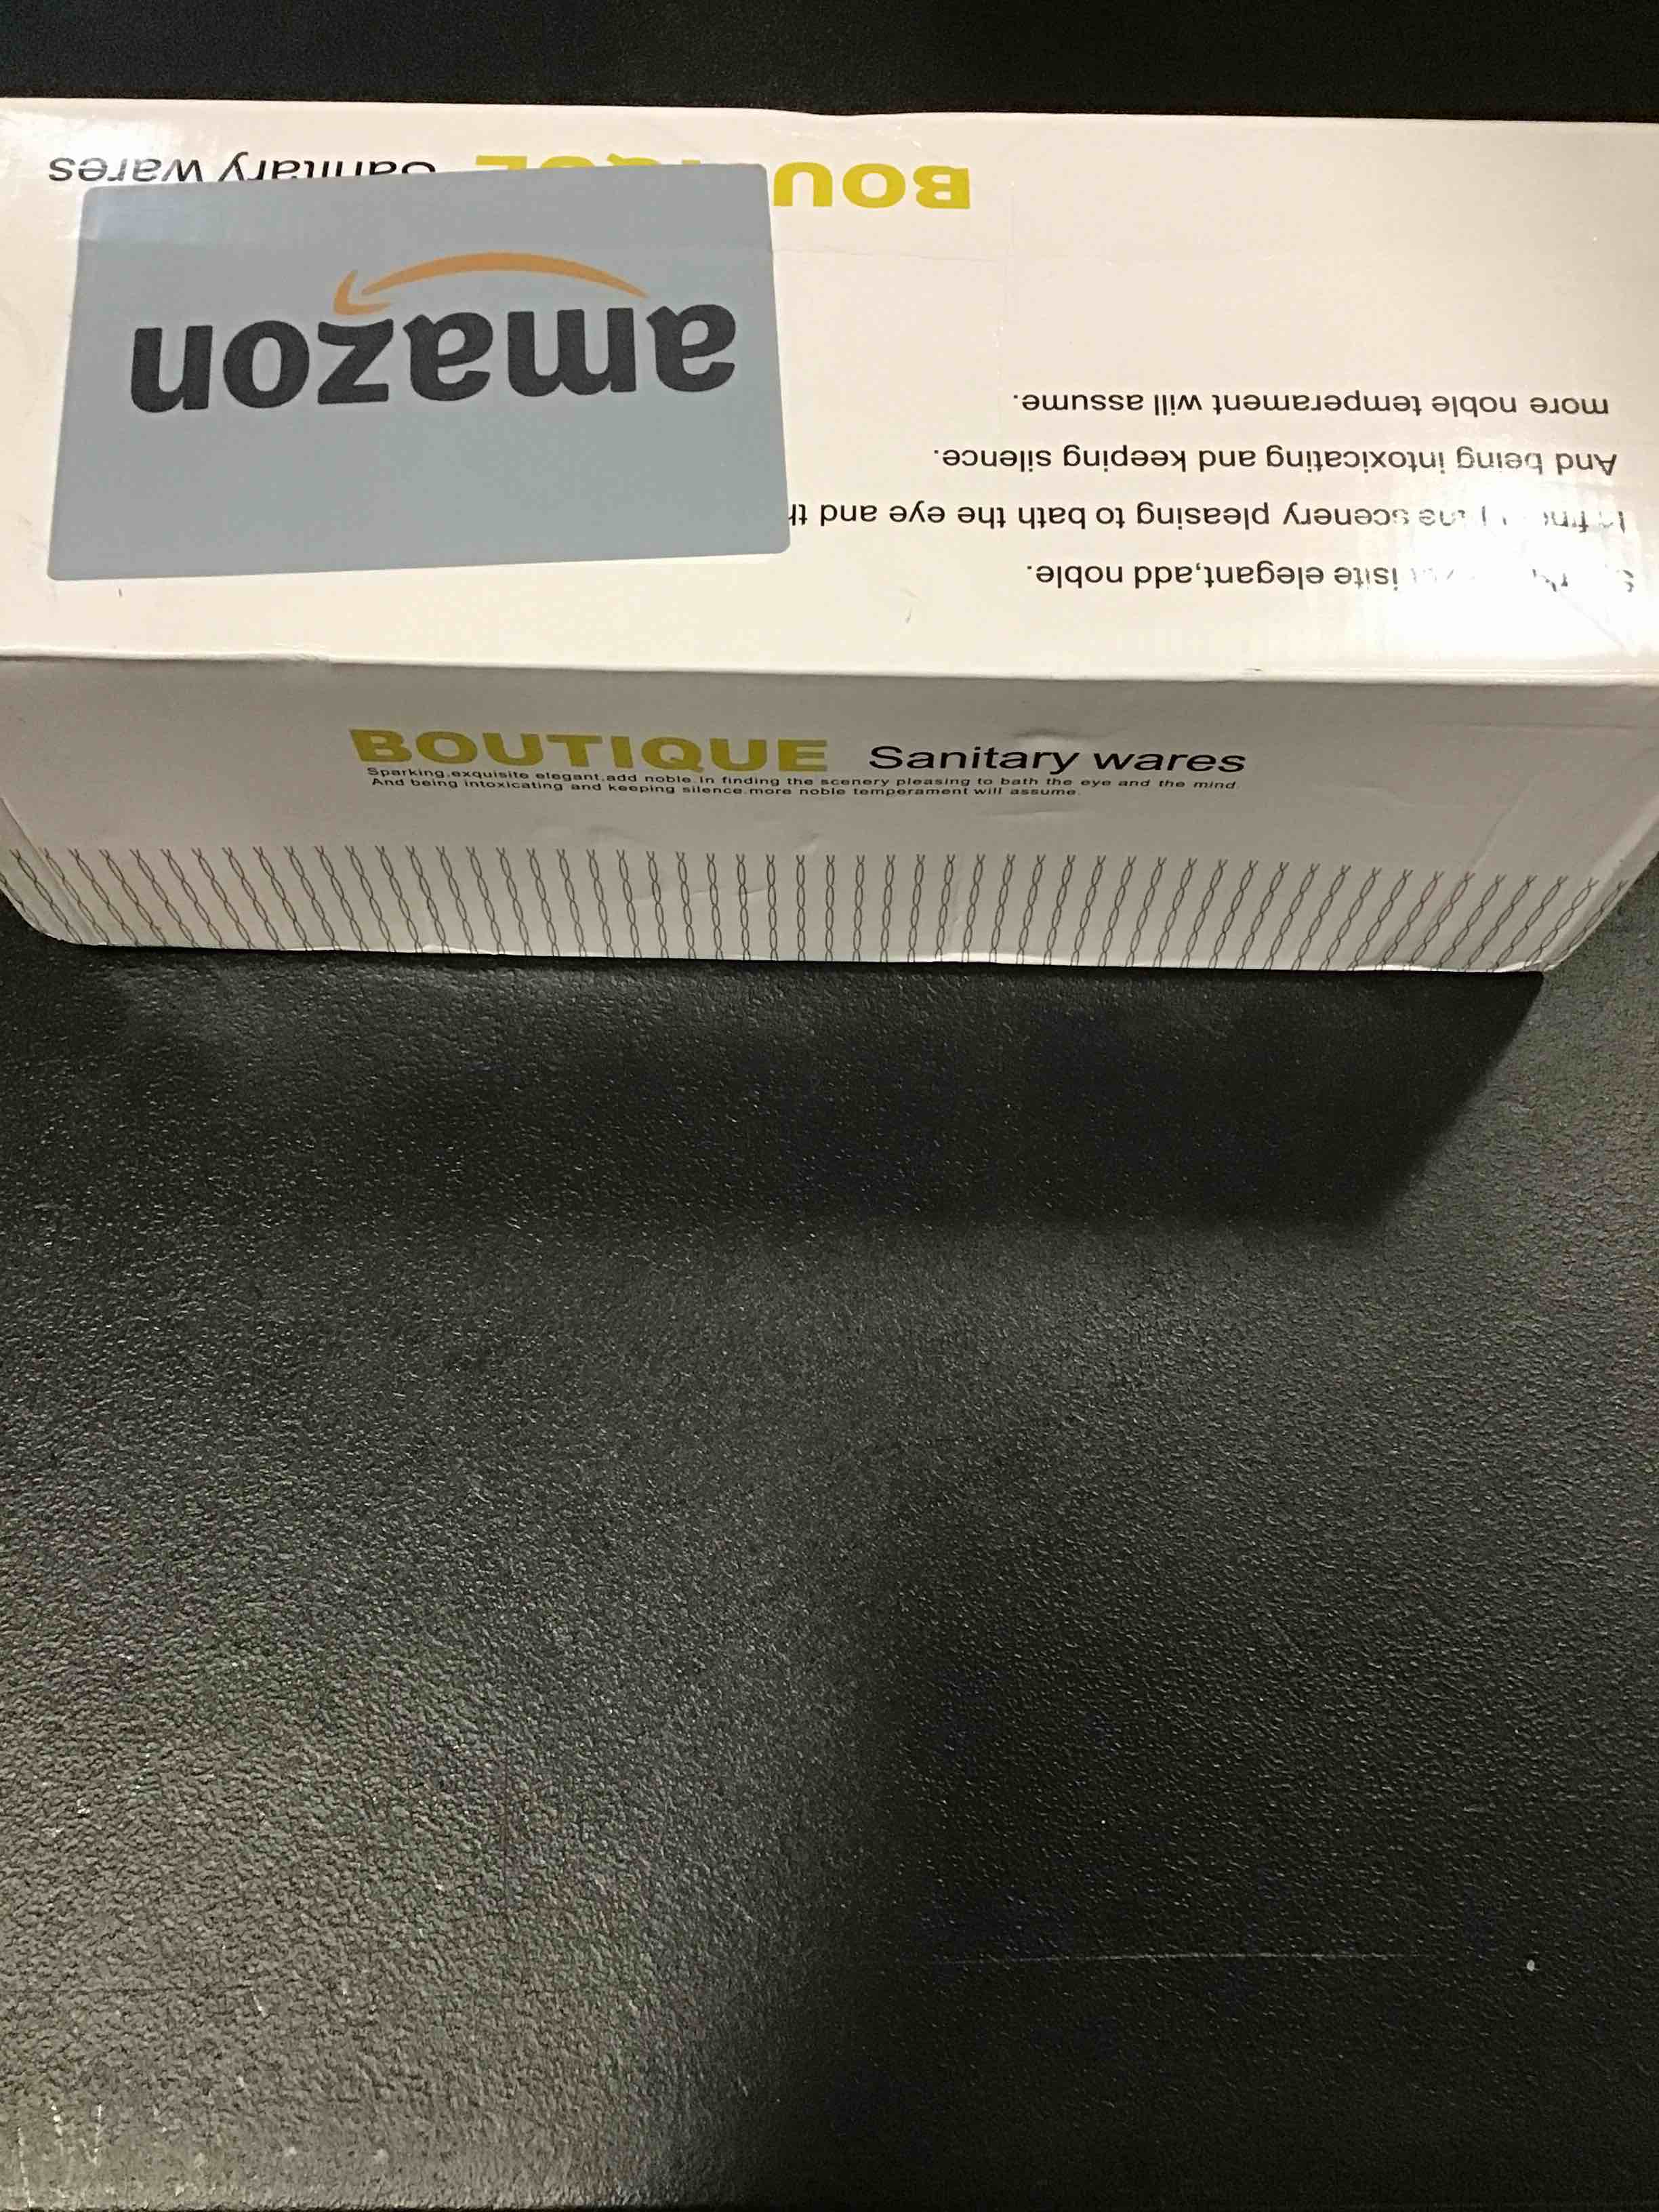 BOUTIQUE Sanitary wares
amazon
more noble temperament will assume.
And being intoxicating and keeping silence.
scenery pleasing to bath the eye and
elegant,add noble.
BOUTIQUE Sanitary wares
Sparking,exquisite elegant,add noble.In finding the scenery pleasing to bath the eye and the mind.
And being intoxicating and keeping silence,more noble temperament will assume.